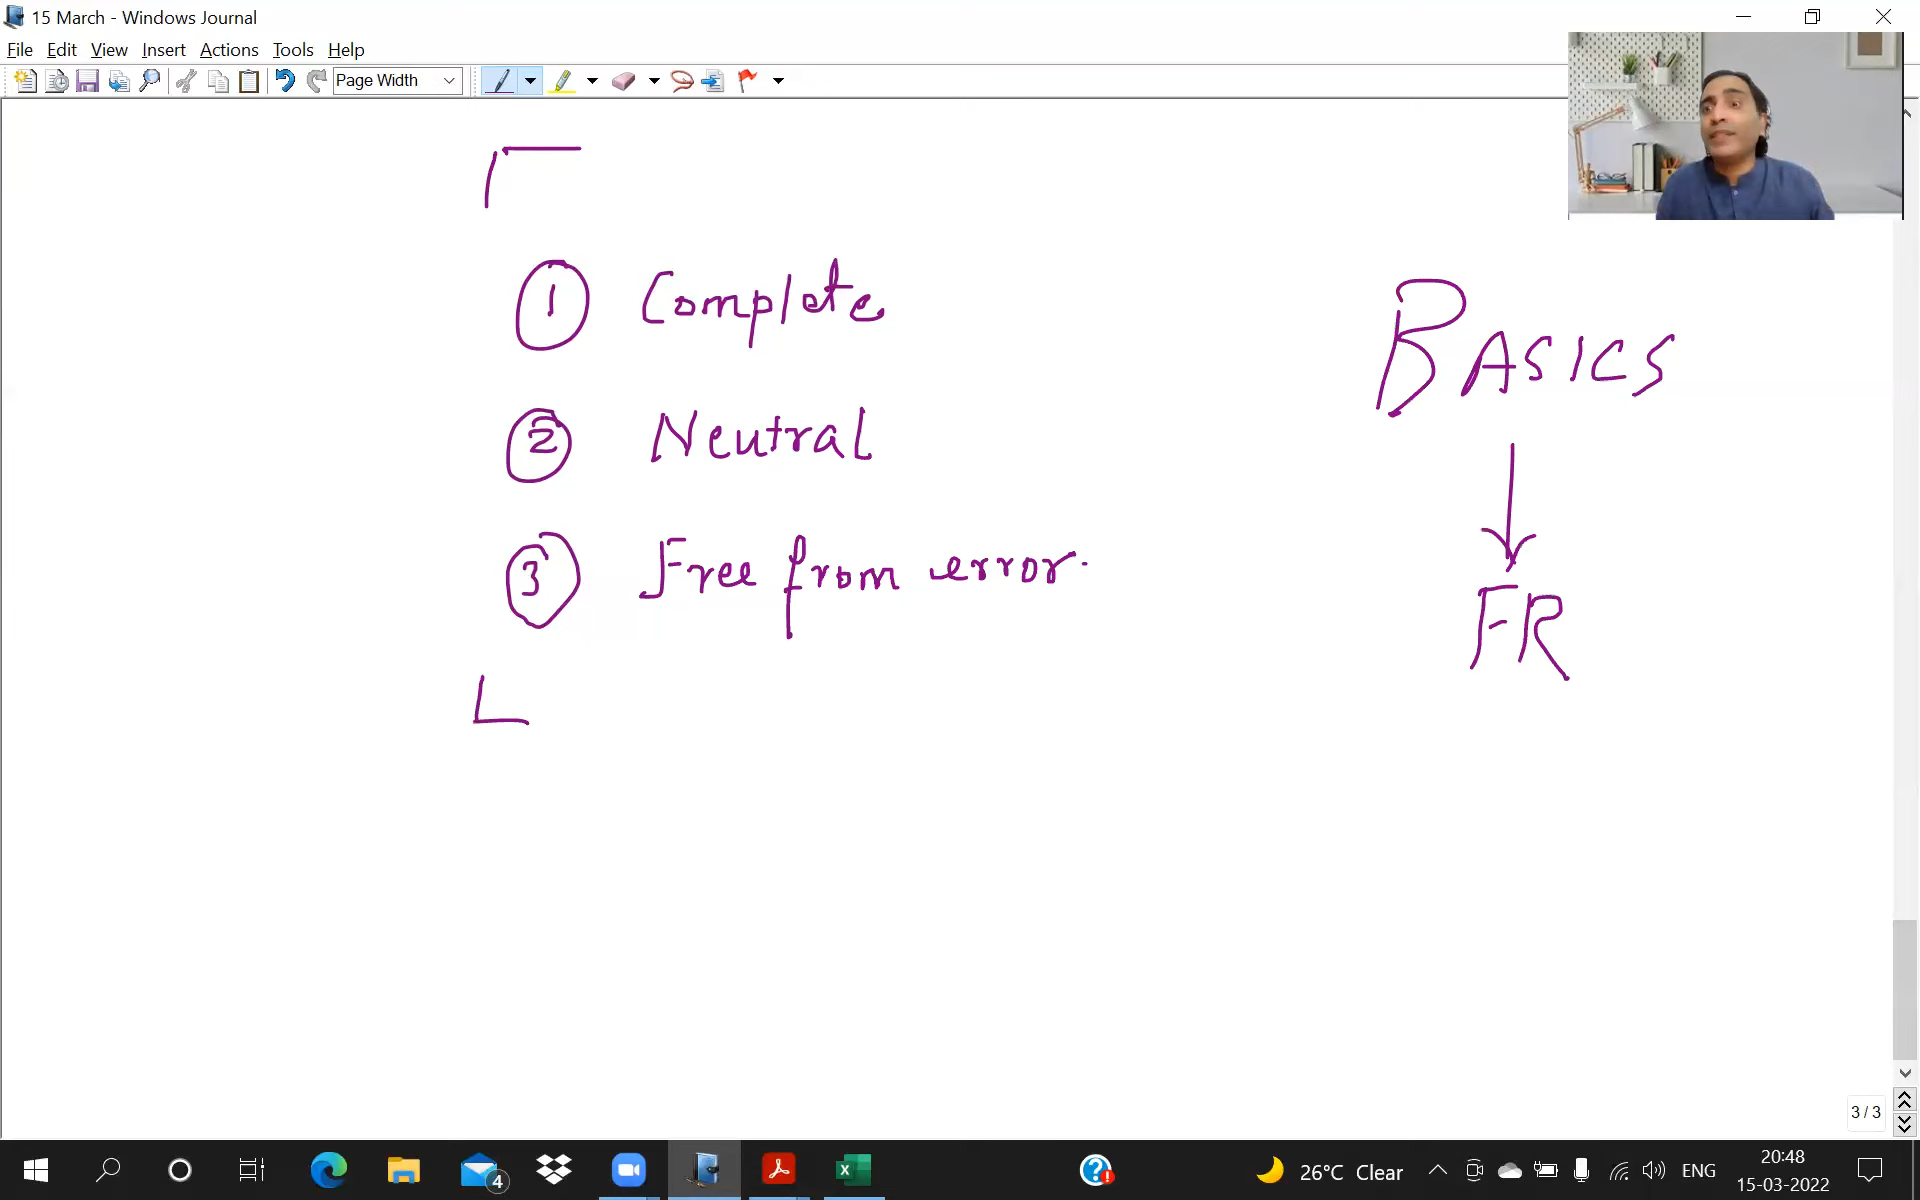 15 March - Windows Journal
File Edit View Insert Actions Tools Help
Page Width
1 Complete
2 Neutral
3 Free from error.
BASICS
FR
3 / 3
4
26°C Clear
ENG
20:48
15-03-2022